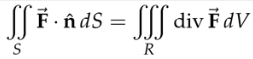 ∬_S F⃗ · n̂ dS = ∭_R div F⃗ dV